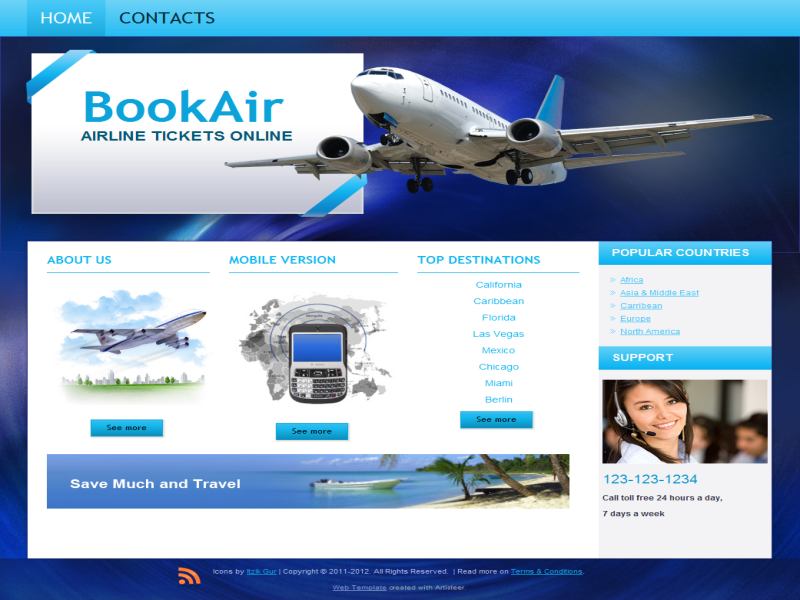 HOME CONTACTS
BookAir
AIRLINE TICKETS ONLINE
ABOUT US
See more
MOBILE VERSION
See more
TOP DESTINATIONS
California
Caribbean
Florida
Las Vegas
Mexico
Chicago
Miami
Berlin
See more
Save Much and Travel
POPULAR COUNTRIES
Africa
Asia & Middle East
Carribean
Europe
North America
SUPPORT
123-123-1234
Call toll free 24 hours a day,
7 days a week
Icons by Itzik Gur | Copyright © 2011-2012. All Rights Reserved. | Read more on Terms & Conditions.
Web Template created with Artisteer